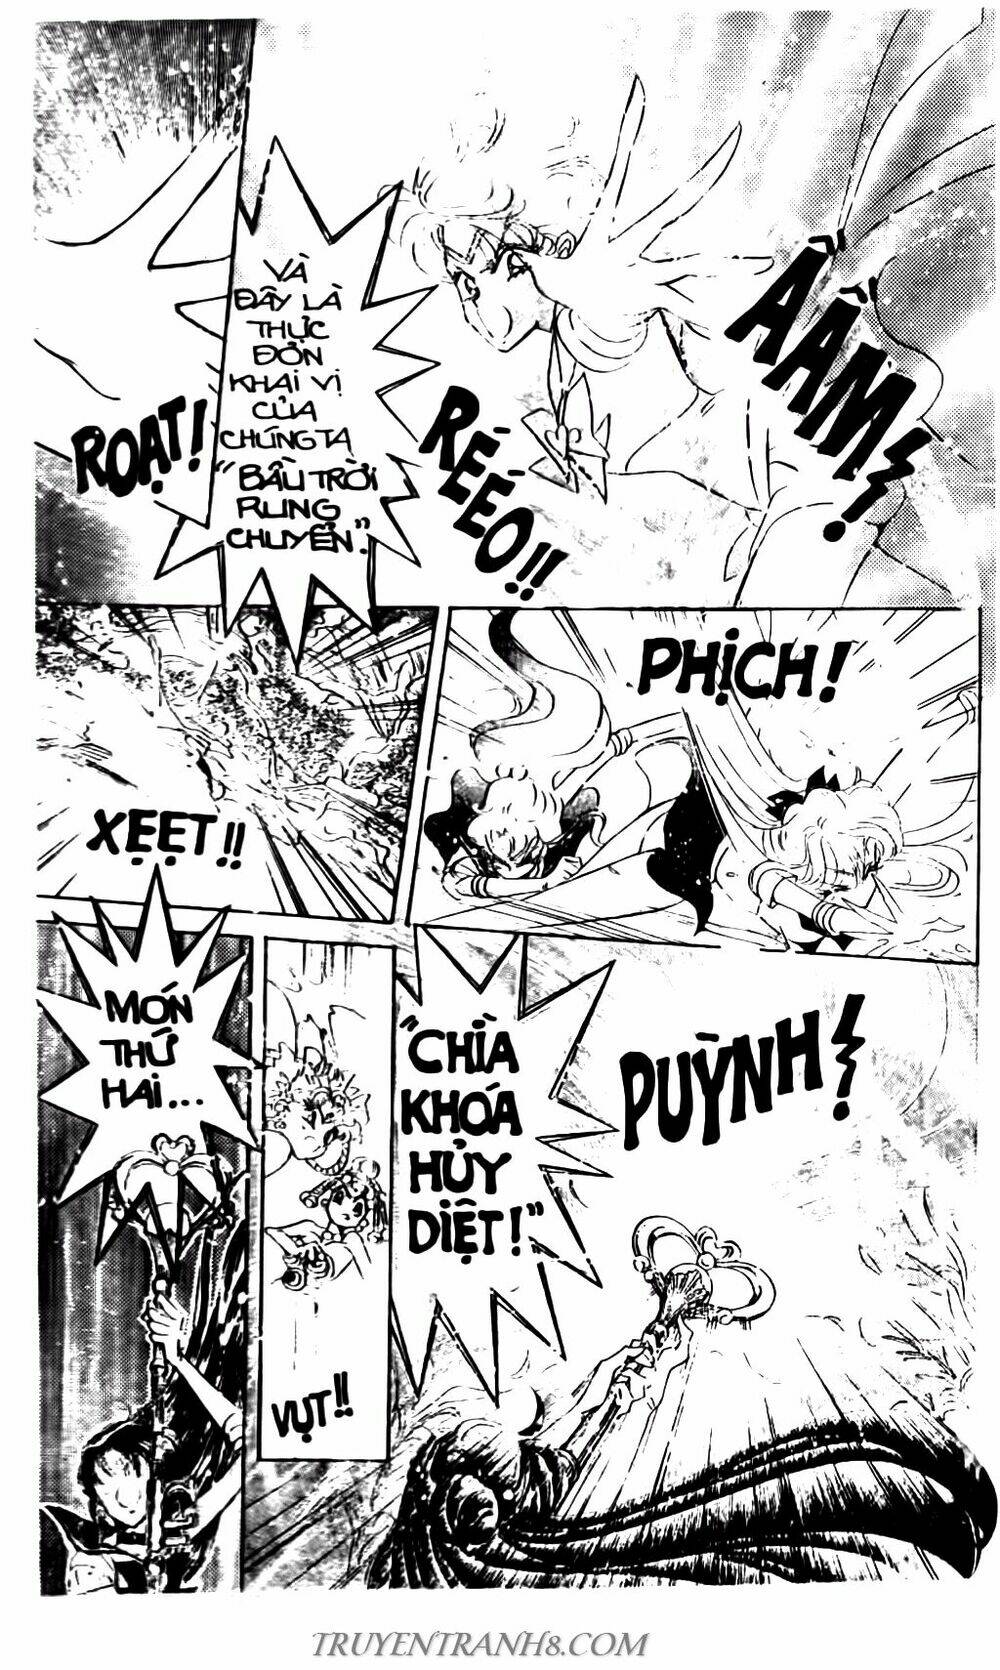 VÀ
ĐÂY LÀ
THỰC
ĐƠN
KHAI VỊ
CỦA
CHÚNG TA
"BẦU TRỜI
RUNG
CHUYỂN".
ROẠT!
RÉÉO!!
ẦẦM!
XẸẸT!!
PHỊCH!
MÓN
THỨ
HAI...
VỤT!!
"CHÌA
KHOÁ
HỦY
DIỆT!"
PUỲNH!
TRUYENTRANH8.COM